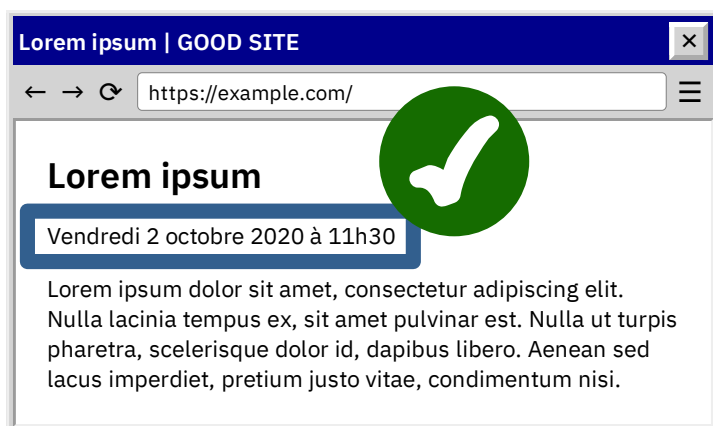 Lorem ipsum | GOOD SITE
https://example.com/
Lorem ipsum
Vendredi 2 octobre 2020 à 11h30
Lorem ipsum dolor sit amet, consectetur adipiscing elit.
Nulla lacinia tempus ex, sit amet pulvinar est. Nulla ut turpis
pharetra, scelerisque dolor id, dapibus libero. Aenean sed
lacus imperdiet, pretium justo vitae, condimentum nisi.